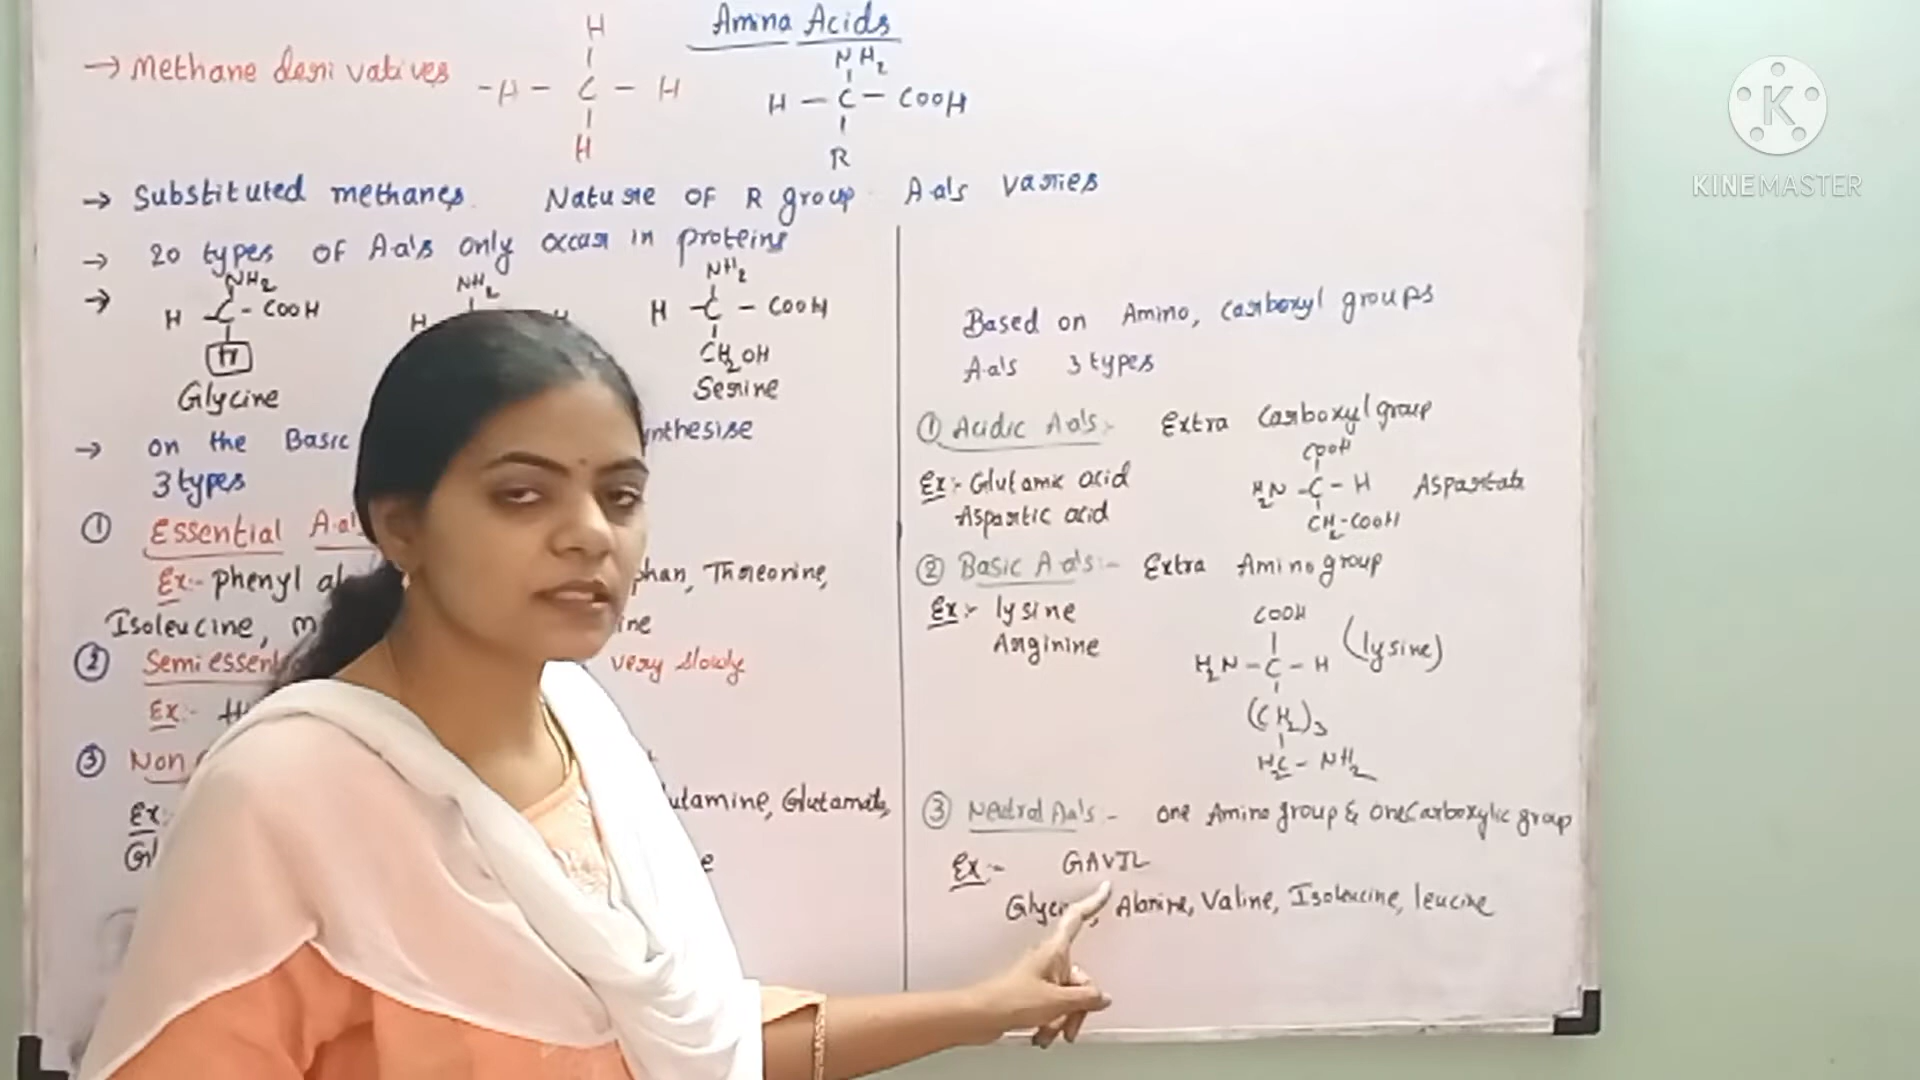 Amino Acids
→ Methane derivatives
H
-H - C - H
H
NH2
H - C - COOH
R
→ Substituted methanes. Nature OF R group A.a's varies
→ 20 types OF A.a's only occur in proteins
→
NH2
H - C - COOH
H
Glycine
NH2
H
NH2
H - C - COOH
CH2OH
Serine
→ on the Basic
3 types
① Essential
Ex:- phenyl
Threonine,
Isoleucine,
②
very slowly
Ex:-
③ Non
Ex:
Glutamate,
Based on Amino, Carboxyl groups
A.a's 3 types
① Acidic A.a's:- Extra Carboxyl group
Ex:- Glutamic acid
Aspartic acid
COOH
H2N - C - H Aspartate
CH2-COOH
② Basic A.a's:- Extra Amino group
Ex:- lysine
Arginine
COOH
H2N - C - H (lysine)
(CH2)3
H2C - NH2
③ Neutral A.a's:- one Amino group & one Carboxylic group
Ex:- GAVIL
Alanine, Valine, Isoleucine, leucine
K
KINEMASTER